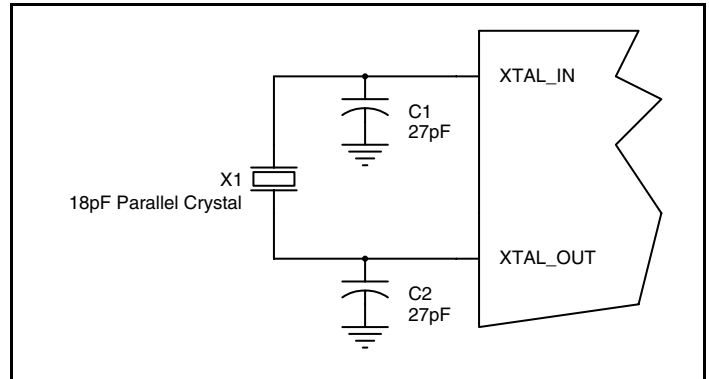 XTAL_IN
C1
27pF
X1
18pF Parallel Crystal
XTAL_OUT
C2
27pF